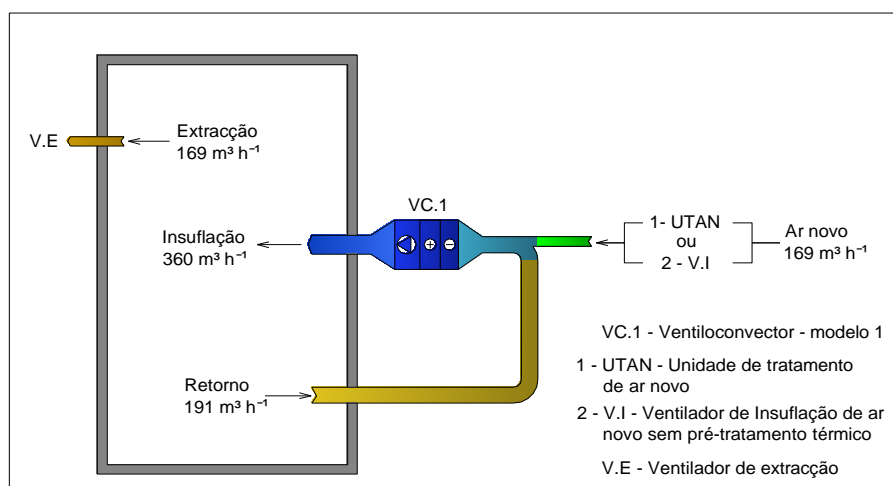 Extracção
169 m³ h⁻¹
V.E
VC.1
Insuflação
360 m³ h⁻¹
1- UTAN
ou
2 - V.I
Ar novo
169 m³ h⁻¹
Retorno
191 m³ h⁻¹
VC.1 - Ventiloconvector - modelo 1
1 - UTAN - Unidade de tratamento
de ar novo
2 - V.I - Ventilador de Insuflação de ar
novo sem pré-tratamento térmico
V.E - Ventilador de extracção